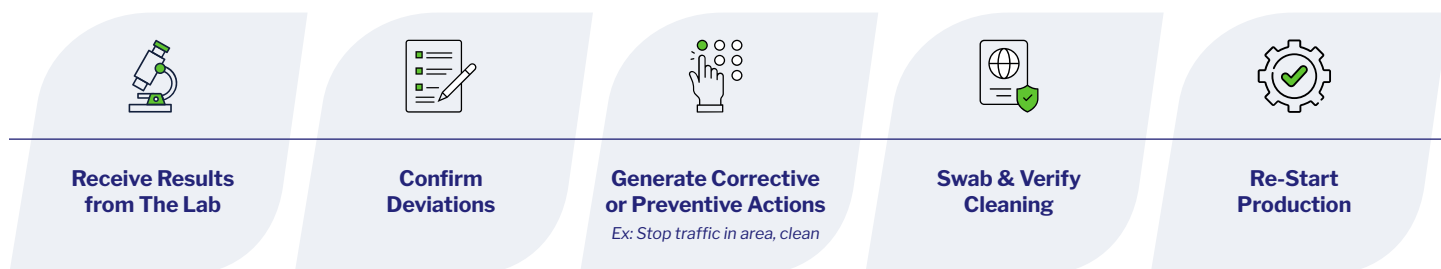 Receive Results
from The Lab
Confirm
Deviations
Generate Corrective
or Preventive Actions
Ex: Stop traffic in area, clean
Swab & Verify
Cleaning
Re-Start
Production